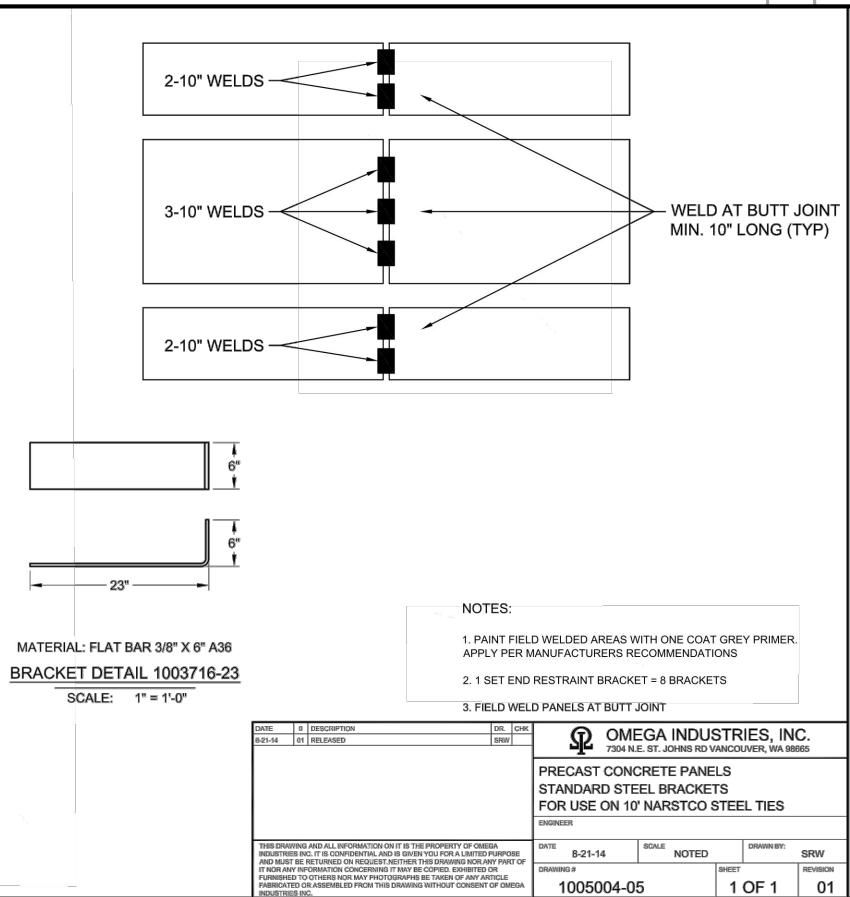 2-10" WELDS
3-10" WELDS
WELD AT BUTT JOINT
MIN. 10" LONG (TYP)
2-10" WELDS
6"
6"
23"
MATERIAL: FLAT BAR 3/8" X 6" A36
BRACKET DETAIL 1003716-23
SCALE: 1" = 1'-0"
NOTES:
1. PAINT FIELD WELDED AREAS WITH ONE COAT GREY PRIMER.
APPLY PER MANUFACTURERS RECOMMENDATIONS
2. 1 SET END RESTRAINT BRACKET = 8 BRACKETS
3. FIELD WELD PANELS AT BUTT JOINT
DATE 0 DESCRIPTION DR. CHK
8-21-14 01 RELEASED SRW
OMEGA INDUSTRIES, INC.
7304 N.E. ST. JOHNS RD VANCOUVER, WA 98665
PRECAST CONCRETE PANELS
STANDARD STEEL BRACKETS
FOR USE ON 10' NARSTCO STEEL TIES
ENGINEER
DATE 8-21-14 SCALE NOTED DRAWN BY: SRW
DRAWING # 1005004-05 SHEET 1 OF 1 REVISION 01
THIS DRAWING AND ALL INFORMATION ON IT IS THE PROPERTY OF OMEGA
INDUSTRIES INC. IT IS CONFIDENTIAL AND IS GIVEN YOU FOR A LIMITED PURPOSE
AND MUST BE RETURNED ON REQUEST. NEITHER THIS DRAWING NOR ANY PART OF
IT NOR ANY INFORMATION CONCERNING IT MAY BE COPIED. EXHIBITED OR
FURNISHED TO OTHERS NOR MAY PHOTOGRAPHS BE TAKEN OF ANY ARTICLE
FABRICATED OR ASSEMBLED FROM THIS DRAWING WITHOUT CONSENT OF OMEGA
INDUSTRIES INC.